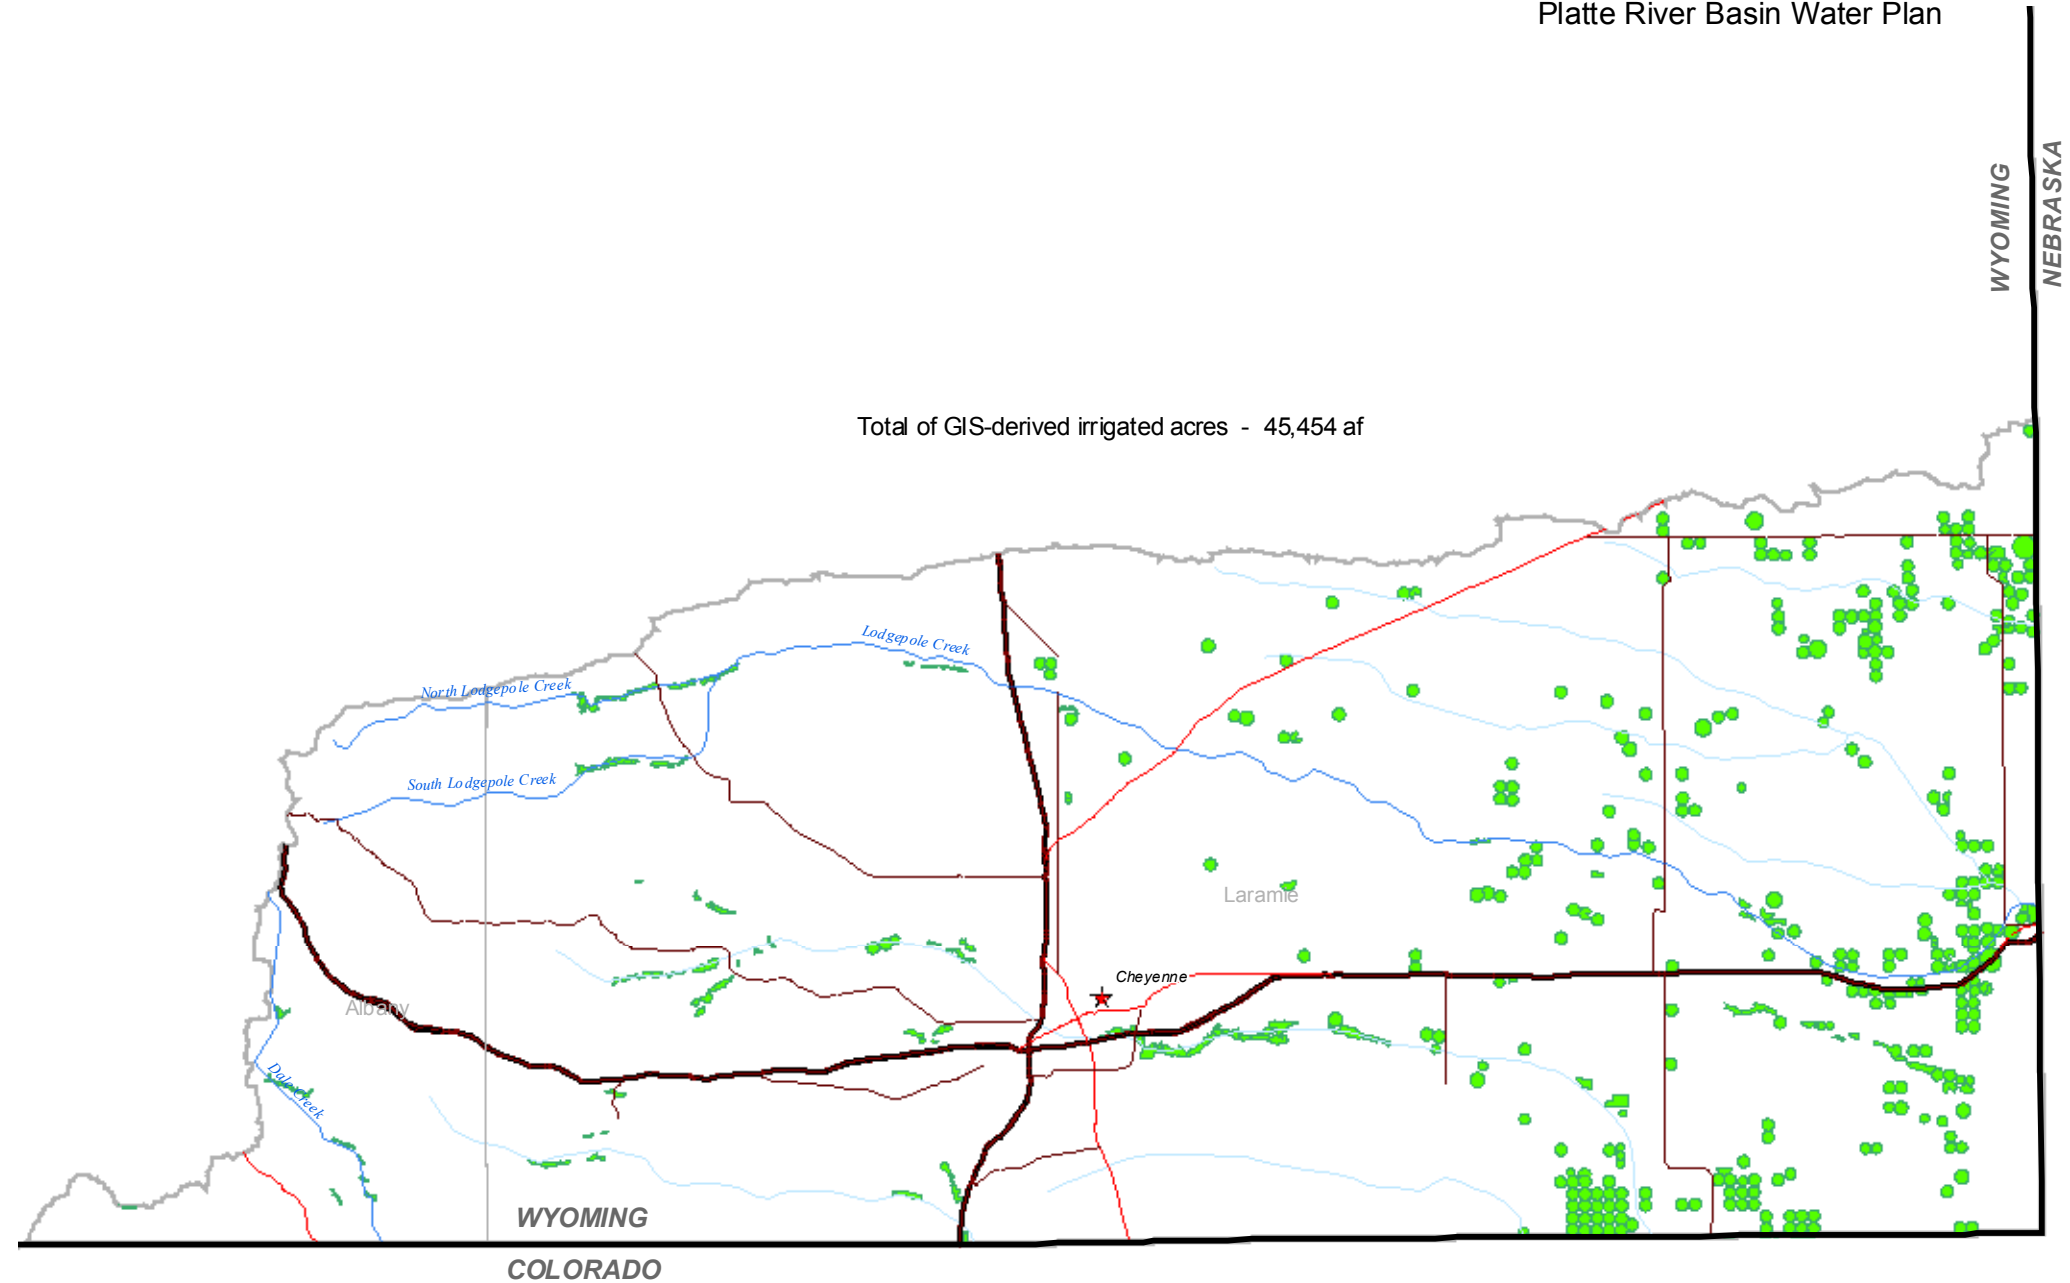 Platte River Basin Water Plan
WYOMING
NEBRASKA
Total of GIS-derived irrigated acres - 45,454 af
Lodgepole Creek
North Lodgepole Creek
South Lodgepole Creek
Laramie
Cheyenne
Albany
Dale Creek
WYOMING
COLORADO